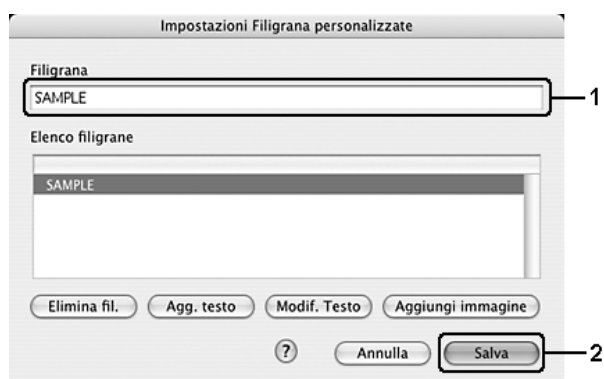 Impostazioni Filigrana personalizzate
Filigrana
SAMPLE
1
Elenco filigrane
SAMPLE
Elimina fil. Agg. testo Modif. Testo Aggiungi immagine
? Annulla Salva 2